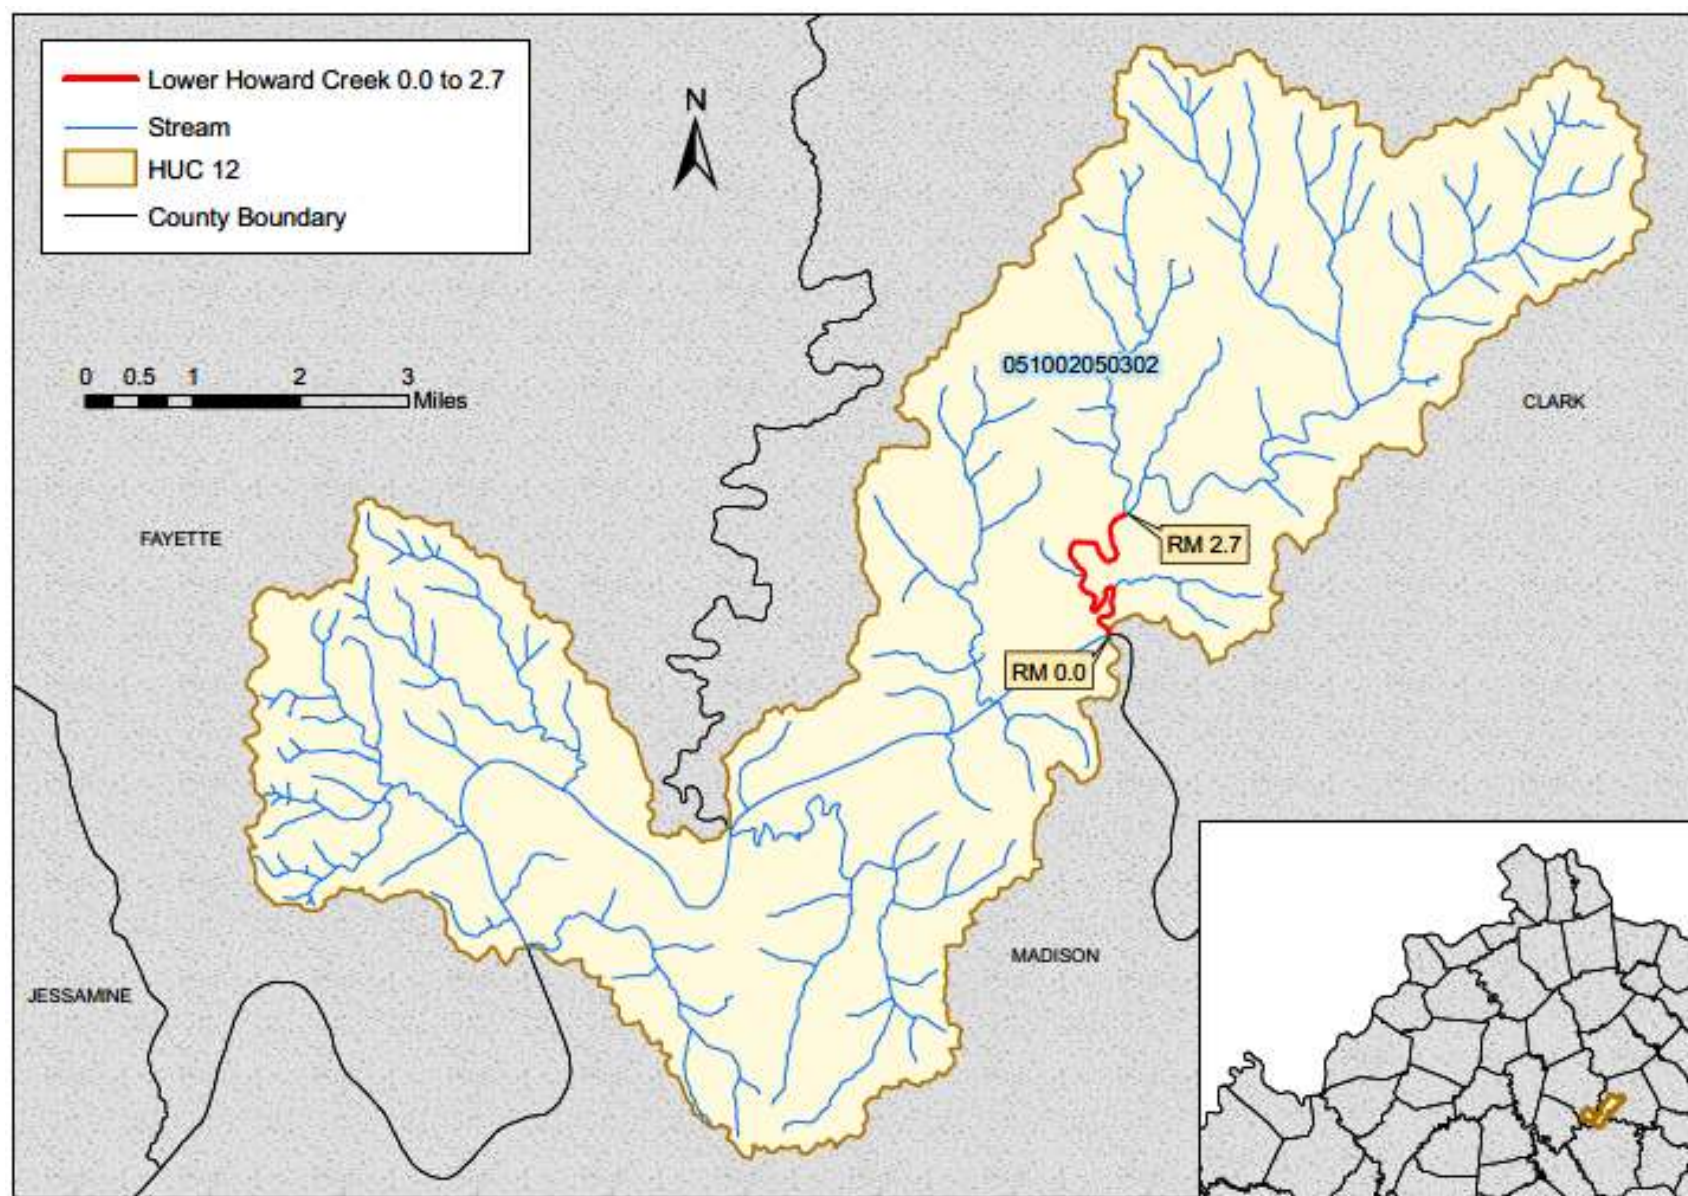 Lower Howard Creek 0.0 to 2.7
Stream
HUC 12
County Boundary
N
0 0.5 1 2 3
Miles
051002050302
CLARK
FAYETTE
RM 2.7
RM 0.0
MADISON
JESSAMINE